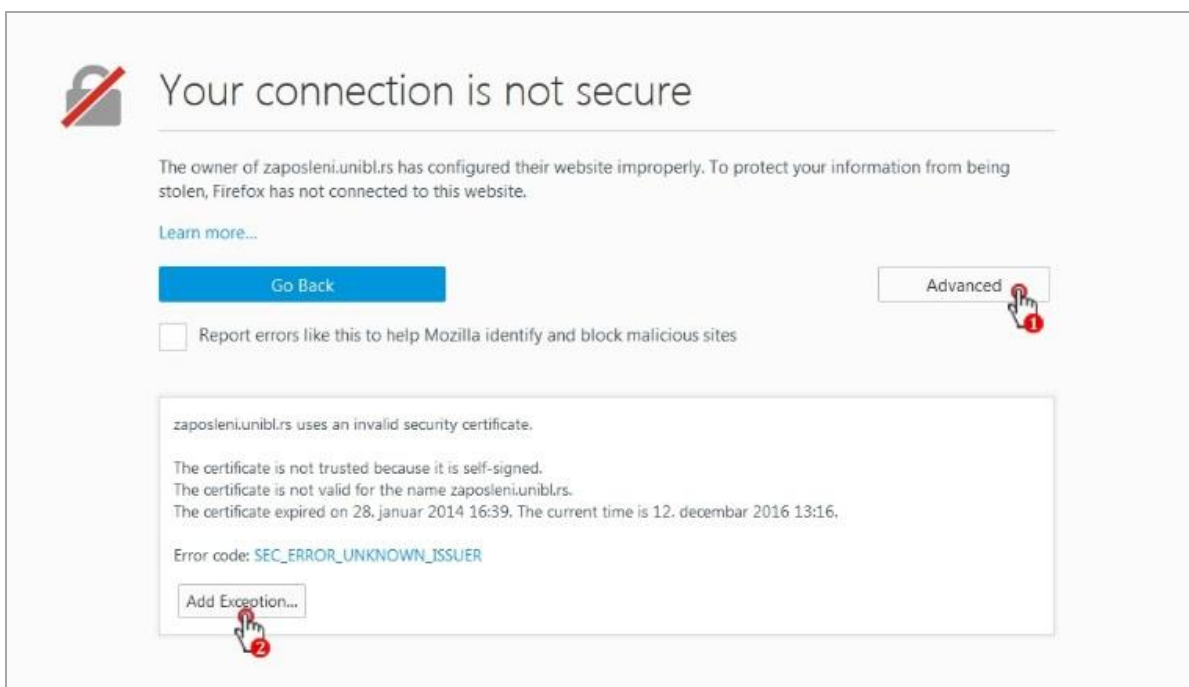 Your connection is not secure
The owner of zaposleni.unibl.rs has configured their website improperly. To protect your information from being
stolen, Firefox has not connected to this website.
Learn more...
Go Back
Advanced
1
Report errors like this to help Mozilla identify and block malicious sites
zaposleni.unibl.rs uses an invalid security certificate.
The certificate is not trusted because it is self-signed.
The certificate is not valid for the name zaposleni.unibl.rs.
The certificate expired on 28. januar 2014 16:39. The current time is 12. decembar 2016 13:16.
Error code: SEC_ERROR_UNKNOWN_ISSUER
Add Exception...
2